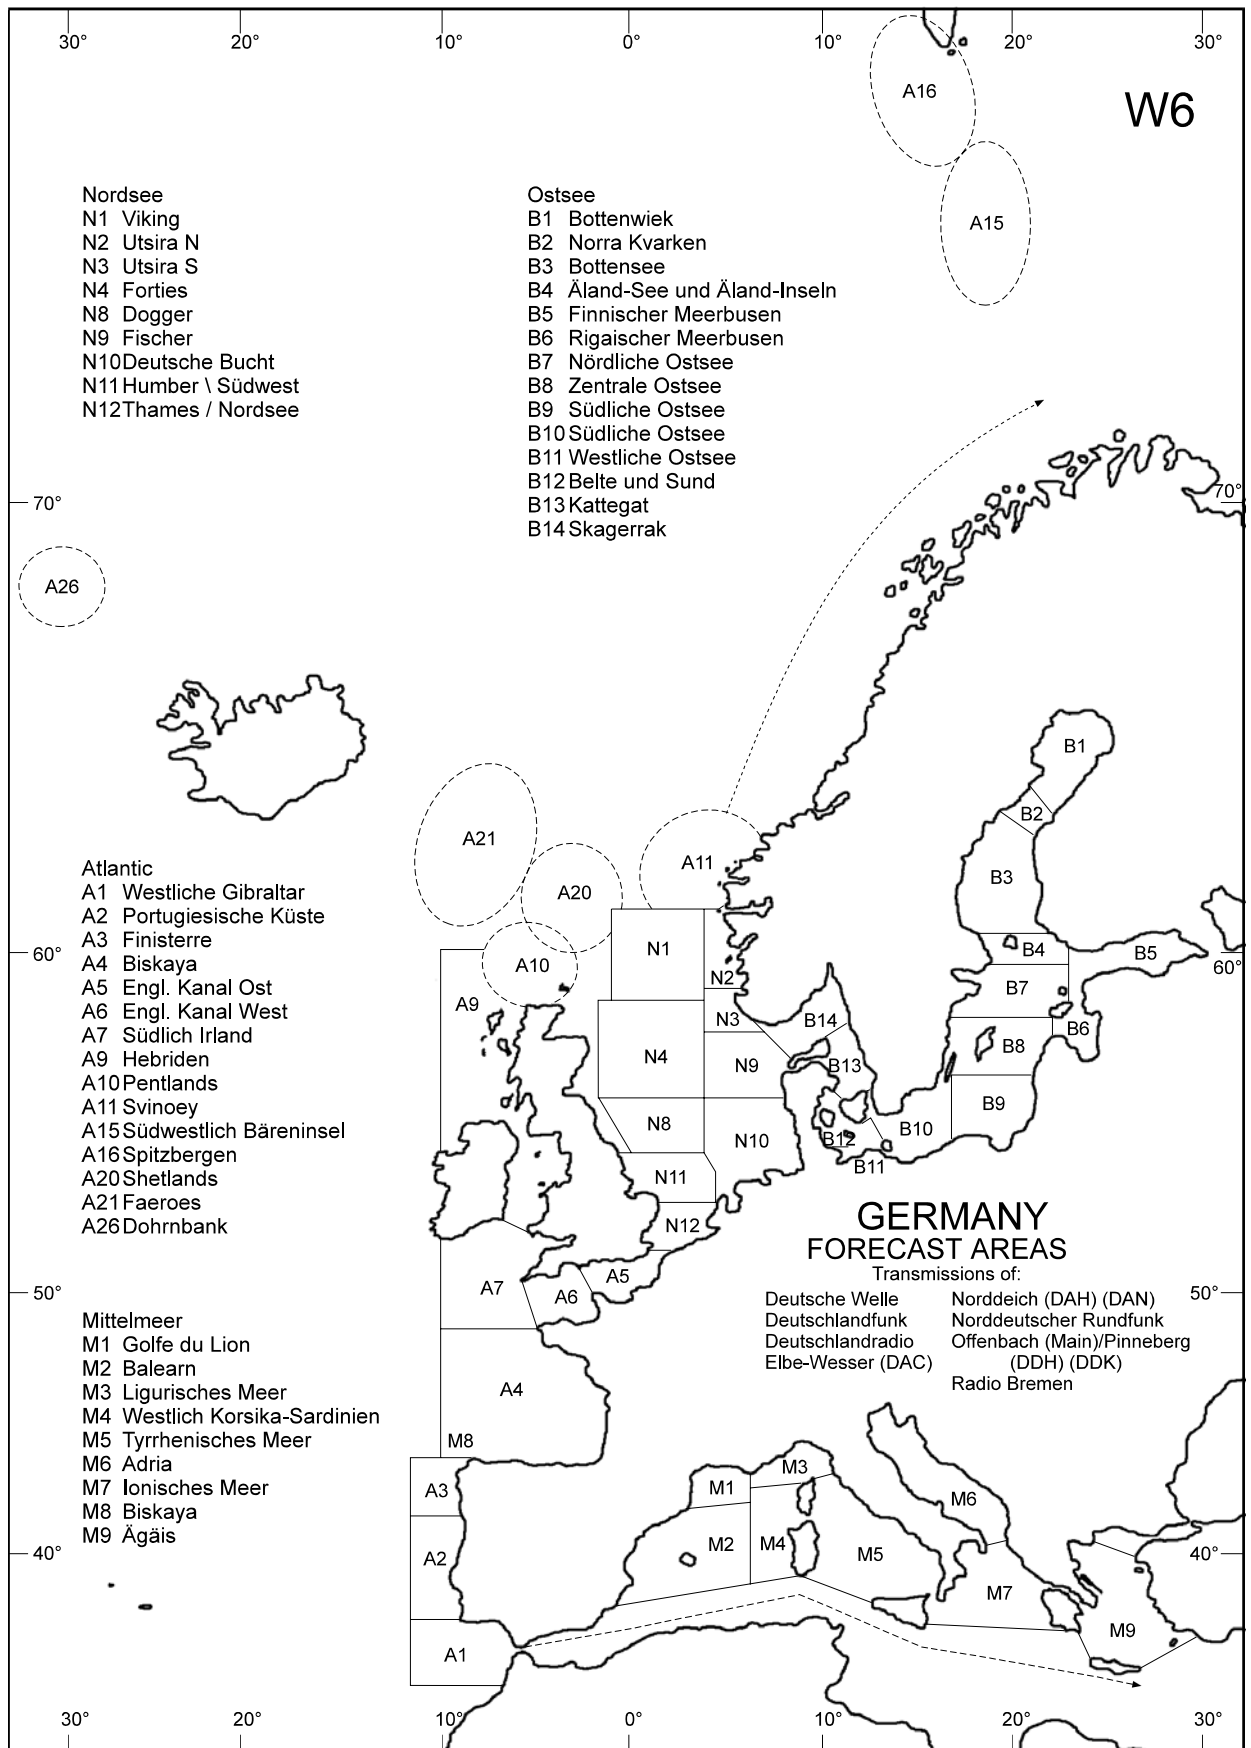 30° 20° 10° 0° 10° 20° 30°
A16
W6
A15
Nordsee
N1 Viking
N2 Utsira N
N3 Utsira S
N4 Forties
N8 Dogger
N9 Fischer
N10 Deutsche Bucht
N11 Humber \ Südwest
N12 Thames / Nordsee
Ostsee
B1 Bottenwiek
B2 Norra Kvarken
B3 Bottensee
B4 Äland-See und Äland-Inseln
B5 Finnischer Meerbusen
B6 Rigaischer Meerbusen
B7 Nördliche Ostsee
B8 Zentrale Ostsee
B9 Südliche Ostsee
B10 Südliche Ostsee
B11 Westliche Ostsee
B12 Belte und Sund
B13 Kattegat
B14 Skagerrak
70° 70°
A26
B1
B2
A21
A11
A20
B3
Atlantic
A1 Westliche Gibraltar
A2 Portugiesische Küste
A3 Finisterre
A4 Biskaya
A5 Engl. Kanal Ost
A6 Engl. Kanal West
A7 Südlich Irland
A9 Hebriden
A10 Pentlands
A11 Svinoey
A15 Südwestlich Bäreninsel
A16 Spitzbergen
A20 Shetlands
A21 Faeroes
A26 Dohrnbank
60° 60°
N1
B4
B5
A10
N2
B7
A9
N3
B14
B6
B8
N4
N9
B13
B9
N8
N10
B12
B10
B11
N11
N12
GERMANY
FORECAST AREAS
Transmissions of:
Deutsche Welle
Deutschlandfunk
Deutschlandradio
Elbe-Wesser (DAC)
Norddeich (DAH) (DAN)
Norddeutscher Rundfunk
Offenbach (Main)/Pinneberg
(DDH) (DDK)
Radio Bremen
50° 50°
A7
A5
A6
A4
M8
Mittelmeer
M1 Golfe du Lion
M2 Balearn
M3 Ligurisches Meer
M4 Westlich Korsika-Sardinien
M5 Tyrrhenisches Meer
M6 Adria
M7 Ionisches Meer
M8 Biskaya
M9 Ägäis
A3
M1
M3
M6
40° 40°
A2
M2
M4
M5
M7
M9
A1
30° 20° 10° 0° 10° 20° 30°